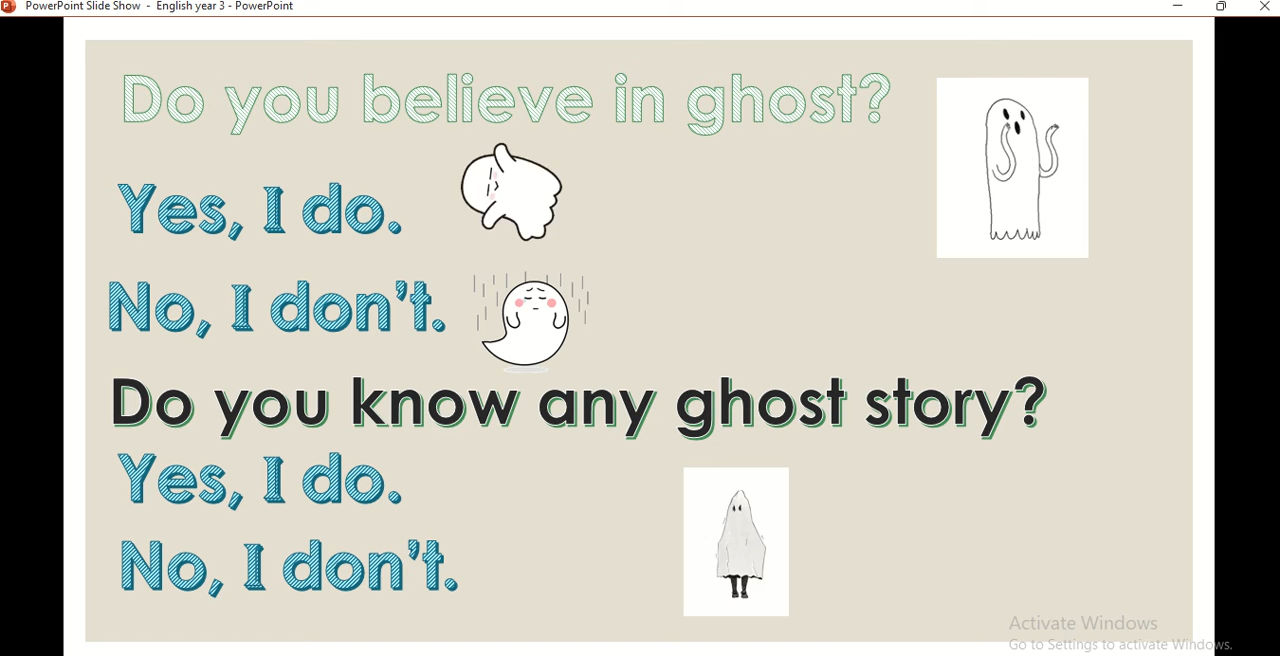 PowerPoint Slide Show - English year 3 - PowerPoint
Do you believe in ghost?
Yes, I do.
No, I don't.
Do you know any ghost story?
Yes, I do.
No, I don't.
Activate Windows
Go to Settings to activate Windows.